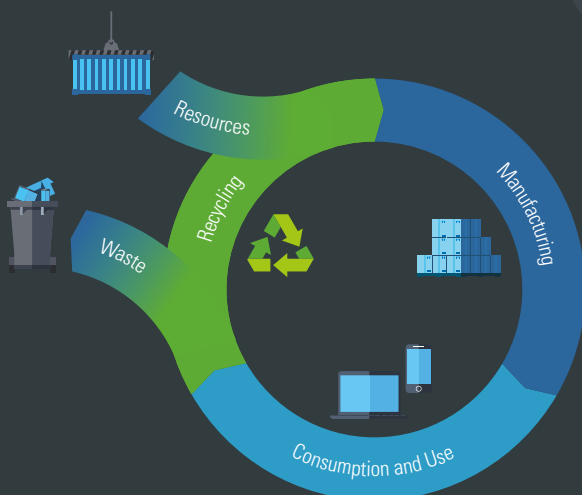 Resources
Manufacturing
Recycling
Waste
Consumption and Use